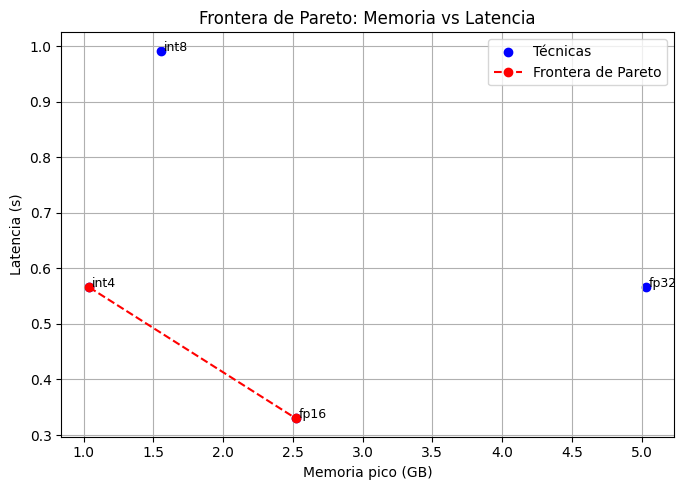 Frontera de Pareto: Memoria vs Latencia
Técnicas
Frontera de Pareto
int8
int4
fp32
fp16
Latencia (s)
1.0
0.9
0.8
0.7
0.6
0.5
0.4
0.3
1.0 1.5 2.0 2.5 3.0 3.5 4.0 4.5 5.0
Memoria pico (GB)